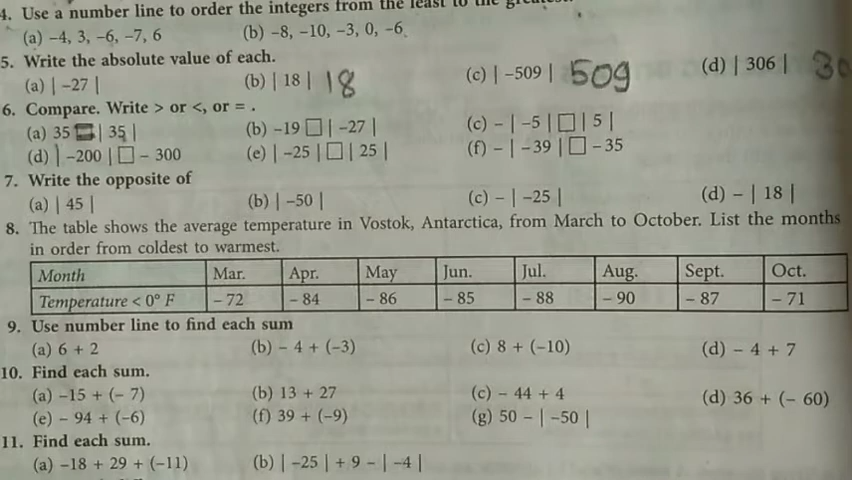 4. Use a number line to order the integers from the least to the greatest.
(a) −4, 3, −6, −7, 6 (b) −8, −10, −3, 0, −6
5. Write the absolute value of each.
(a) | −27 | (b) | 18 | 18 (c) | −509 | 509 (d) | 306 | 30
6. Compare. Write > or <, or = .
(a) 35 = | 35 | (b) −19 □ | −27 | (c) − | −5 | □ | 5 |
(d) | −200 | □ − 300 (e) | −25 | □ | 25 | (f) − | −39 | □ −35
7. Write the opposite of
(a) | 45 | (b) | −50 | (c) − | −25 | (d) − | 18 |
8. The table shows the average temperature in Vostok, Antarctica, from March to October. List the months
in order from coldest to warmest.
Month Mar. Apr. May Jun. Jul. Aug. Sept. Oct.
Temperature < 0° F − 72 − 84 − 86 − 85 − 88 − 90 − 87 − 71
9. Use number line to find each sum
(a) 6 + 2 (b) − 4 + (−3) (c) 8 + (−10) (d) − 4 + 7
10. Find each sum.
(a) −15 + (− 7) (b) 13 + 27 (c) − 44 + 4 (d) 36 + (− 60)
(e) − 94 + (−6) (f) 39 + (−9) (g) 50 − | −50 |
11. Find each sum.
(a) −18 + 29 + (−11) (b) | −25 | + 9 − | −4 |